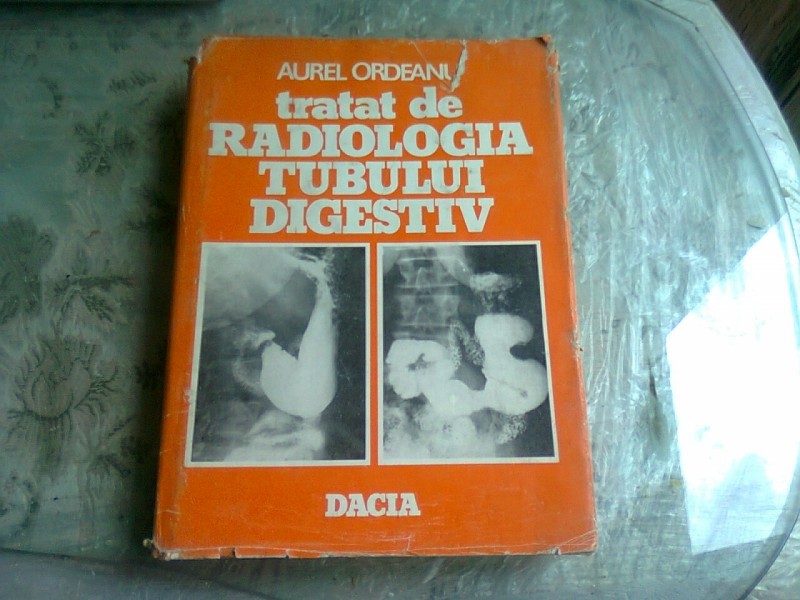 AUREL ORDEANU
tratat de
RADIOLOGIA
TUBULUI
DIGESTIV
DACIA